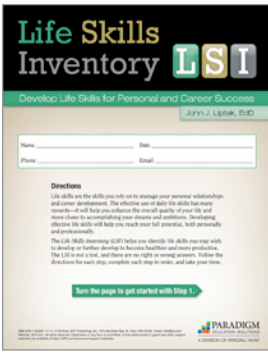 Life Skills
Inventory LSI
Develop Life Skills for Personal and Career Success
John J. Liptak, EdD
Name Date
Phone Email
Directions
Life skills are the skills you rely on to manage your personal relationships
and career development. The effective use of daily life skills has many
rewards—it will help you enhance the overall quality of your life and
move closer to accomplishing your dreams and ambitions. Developing
effective life skills will help you reach your full potential, both personally
and professionally.
The Life Skills Inventory (LSI) helps you identify life skills you may wish
to develop or further develop to become healthier and more productive.
The LSI is not a test, and there are no right or wrong answers. Follow the
directions for each step, complete each step in order, and take your time.
Turn the page to get started with Step 1.
PARADIGM
EDUCATION SOLUTIONS
A DIVISION OF KENDALL HUNT